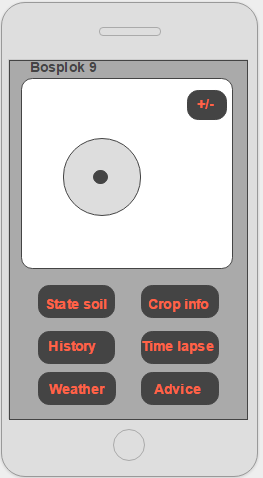 Bosplok 9
+/-
State soil
Crop info
History
Time lapse
Weather
Advice